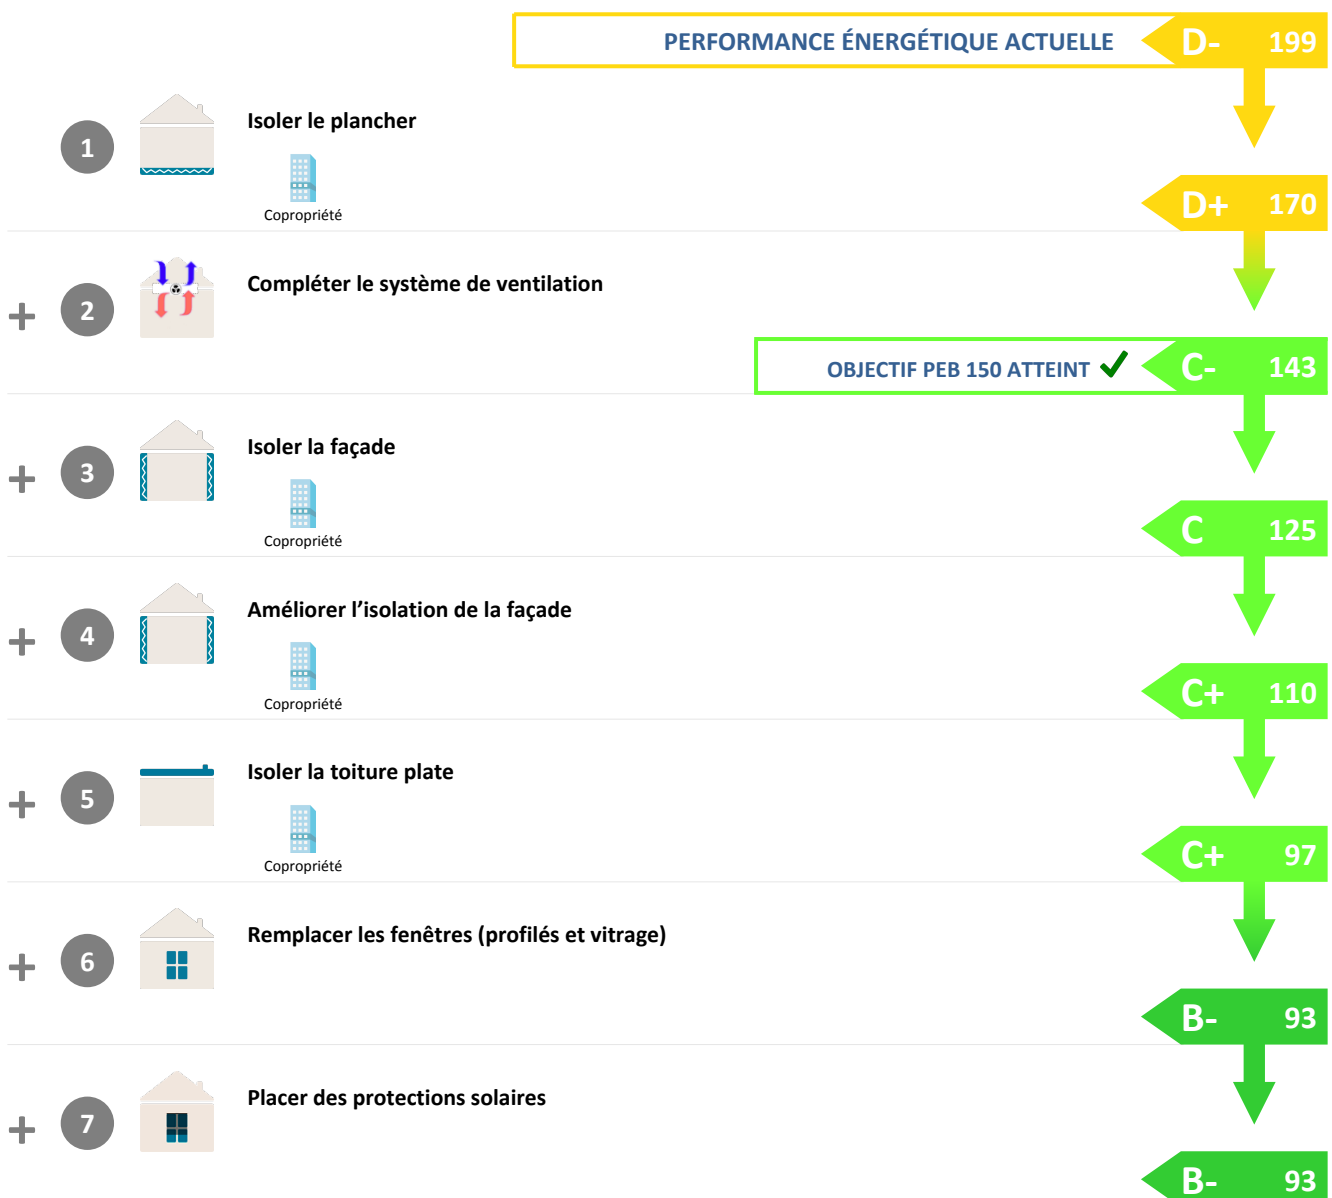 PERFORMANCE ÉNERGÉTIQUE ACTUELLE D- 199
1 Isoler le plancher
Copropriété
D+ 170
+ 2 Compléter le système de ventilation
OBJECTIF PEB 150 ATTEINT ✓ C- 143
+ 3 Isoler la façade
Copropriété
C 125
+ 4 Améliorer l’isolation de la façade
Copropriété
C+ 110
+ 5 Isoler la toiture plate
Copropriété
C+ 97
+ 6 Remplacer les fenêtres (profilés et vitrage)
B- 93
+ 7 Placer des protections solaires
B- 93